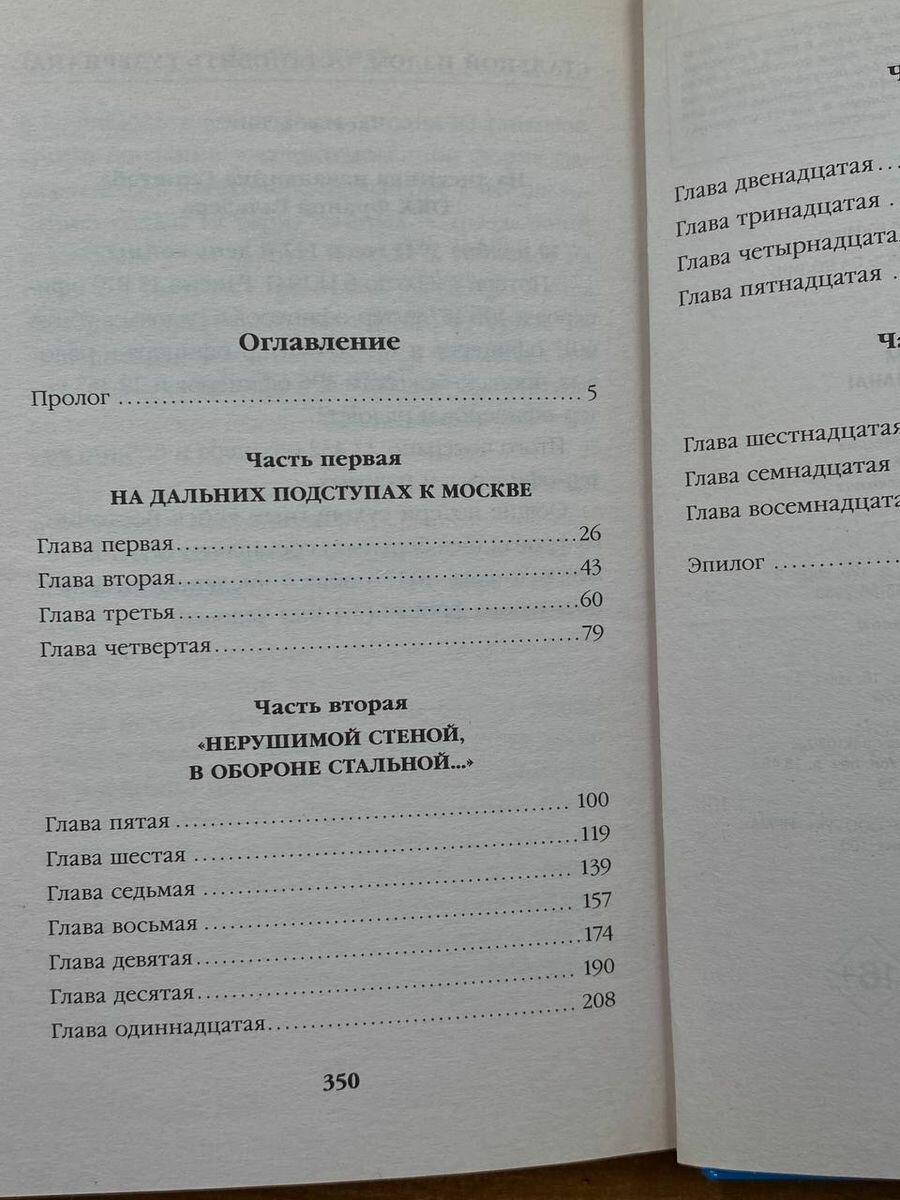 Оглавление
Пролог ........ 5
Часть первая
НА ДАЛЬНИХ ПОДСТУПАХ К МОСКВЕ
Глава первая ........ 26
Глава вторая ........ 43
Глава третья ........ 60
Глава четвертая ........ 79
Часть вторая
«НЕРУШИМОЙ СТЕНОЙ,
В ОБОРОНЕ СТАЛЬНОЙ...»
Глава пятая ........ 100
Глава шестая ........ 119
Глава седьмая ........ 139
Глава восьмая ........ 157
Глава девятая ........ 174
Глава десятая ........ 190
Глава одиннадцатая ........ 208
350
Глава двенадцатая
Глава тринадцатая
Глава четырнадцата
Глава пятнадцатая
Глава шестнадцатая
Глава семнадцатая
Глава восемнадцата
Эпилог ........